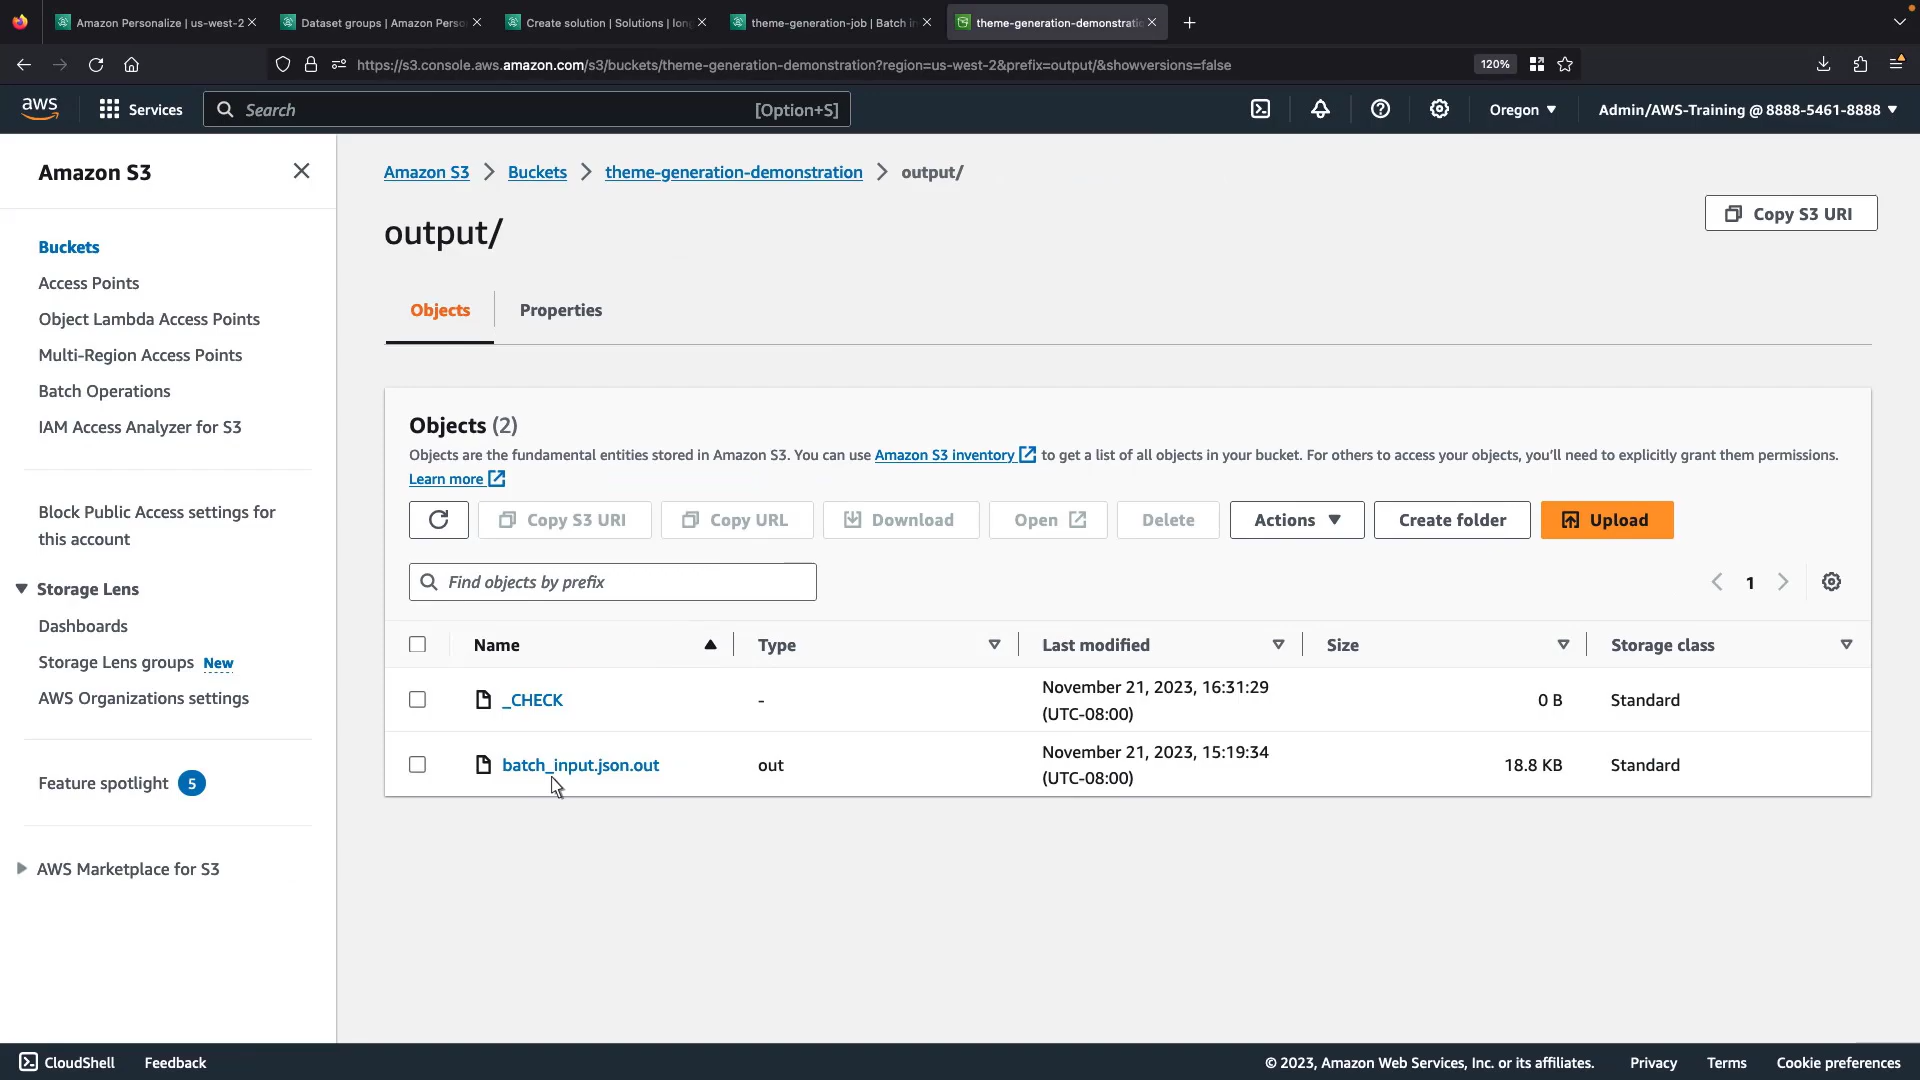 Amazon Personalize | us-west-2
Dataset groups | Amazon Perso
Create solution | Solutions | lon
theme-generation-job | Batch in
theme-generation-demonstratio
https://s3.console.aws.amazon.com/s3/buckets/theme-generation-demonstration?region=us-west-2&prefix=output/&showversions=false
120%
aws
Services
Search
[Option+S]
Oregon
Admin/AWS-Training @ 8888-5461-8888
Amazon S3
Buckets
Access Points
Object Lambda Access Points
Multi-Region Access Points
Batch Operations
IAM Access Analyzer for S3
Block Public Access settings for
this account
Storage Lens
Dashboards
Storage Lens groups New
AWS Organizations settings
Feature spotlight 5
AWS Marketplace for S3
Amazon S3 > Buckets > theme-generation-demonstration > output/
output/
Copy S3 URI
Objects
Properties
Objects (2)
Objects are the fundamental entities stored in Amazon S3. You can use Amazon S3 inventory to get a list of all objects in your bucket. For others to access your objects, you'll need to explicitly grant them permissions.
Learn more
Copy S3 URI
Copy URL
Download
Open
Delete
Actions
Create folder
Upload
Find objects by prefix
1
Name
Type
Last modified
Size
Storage class
_CHECK
-
November 21, 2023, 16:31:29
(UTC-08:00)
0 B
Standard
batch_input.json.out
out
November 21, 2023, 15:19:34
(UTC-08:00)
18.8 KB
Standard
CloudShell
Feedback
© 2023, Amazon Web Services, Inc. or its affiliates.
Privacy
Terms
Cookie preferences